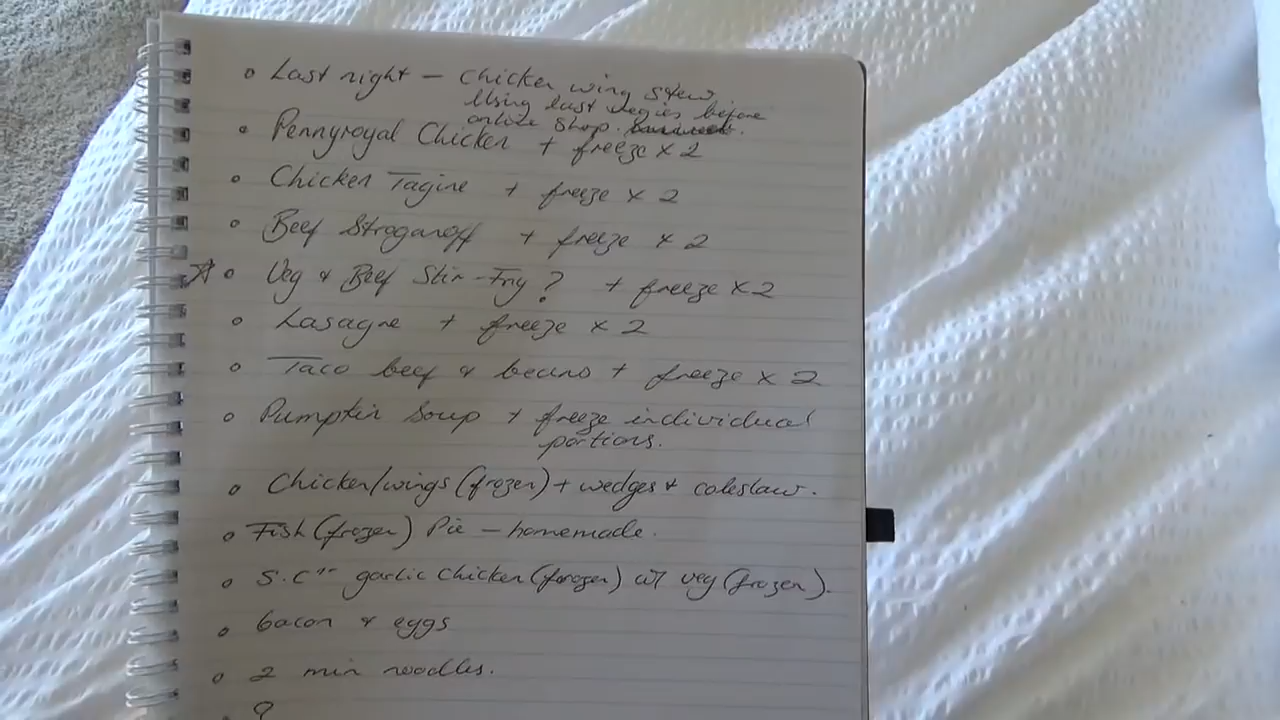 Last night - Chicken wing stew
Using last vegies before
online shop.
Pennyroyal Chicken + freeze x 2
Chicken Tagine + freeze x 2
Beef Stroganoff + freeze x 2
☆ Veg & Beef Stir-Fry? + freeze x 2
Lasagne + freeze x 2
Taco beef & beans + freeze x 2
Pumpkin Soup + freeze individual
portions.
Chicken/wings (frozen) + wedges & coleslaw.
Fish (frozen) Pie - homemade.
garlic chicken (frozen) w/ veg (frozen).
bacon & eggs
2 min noodles.
?